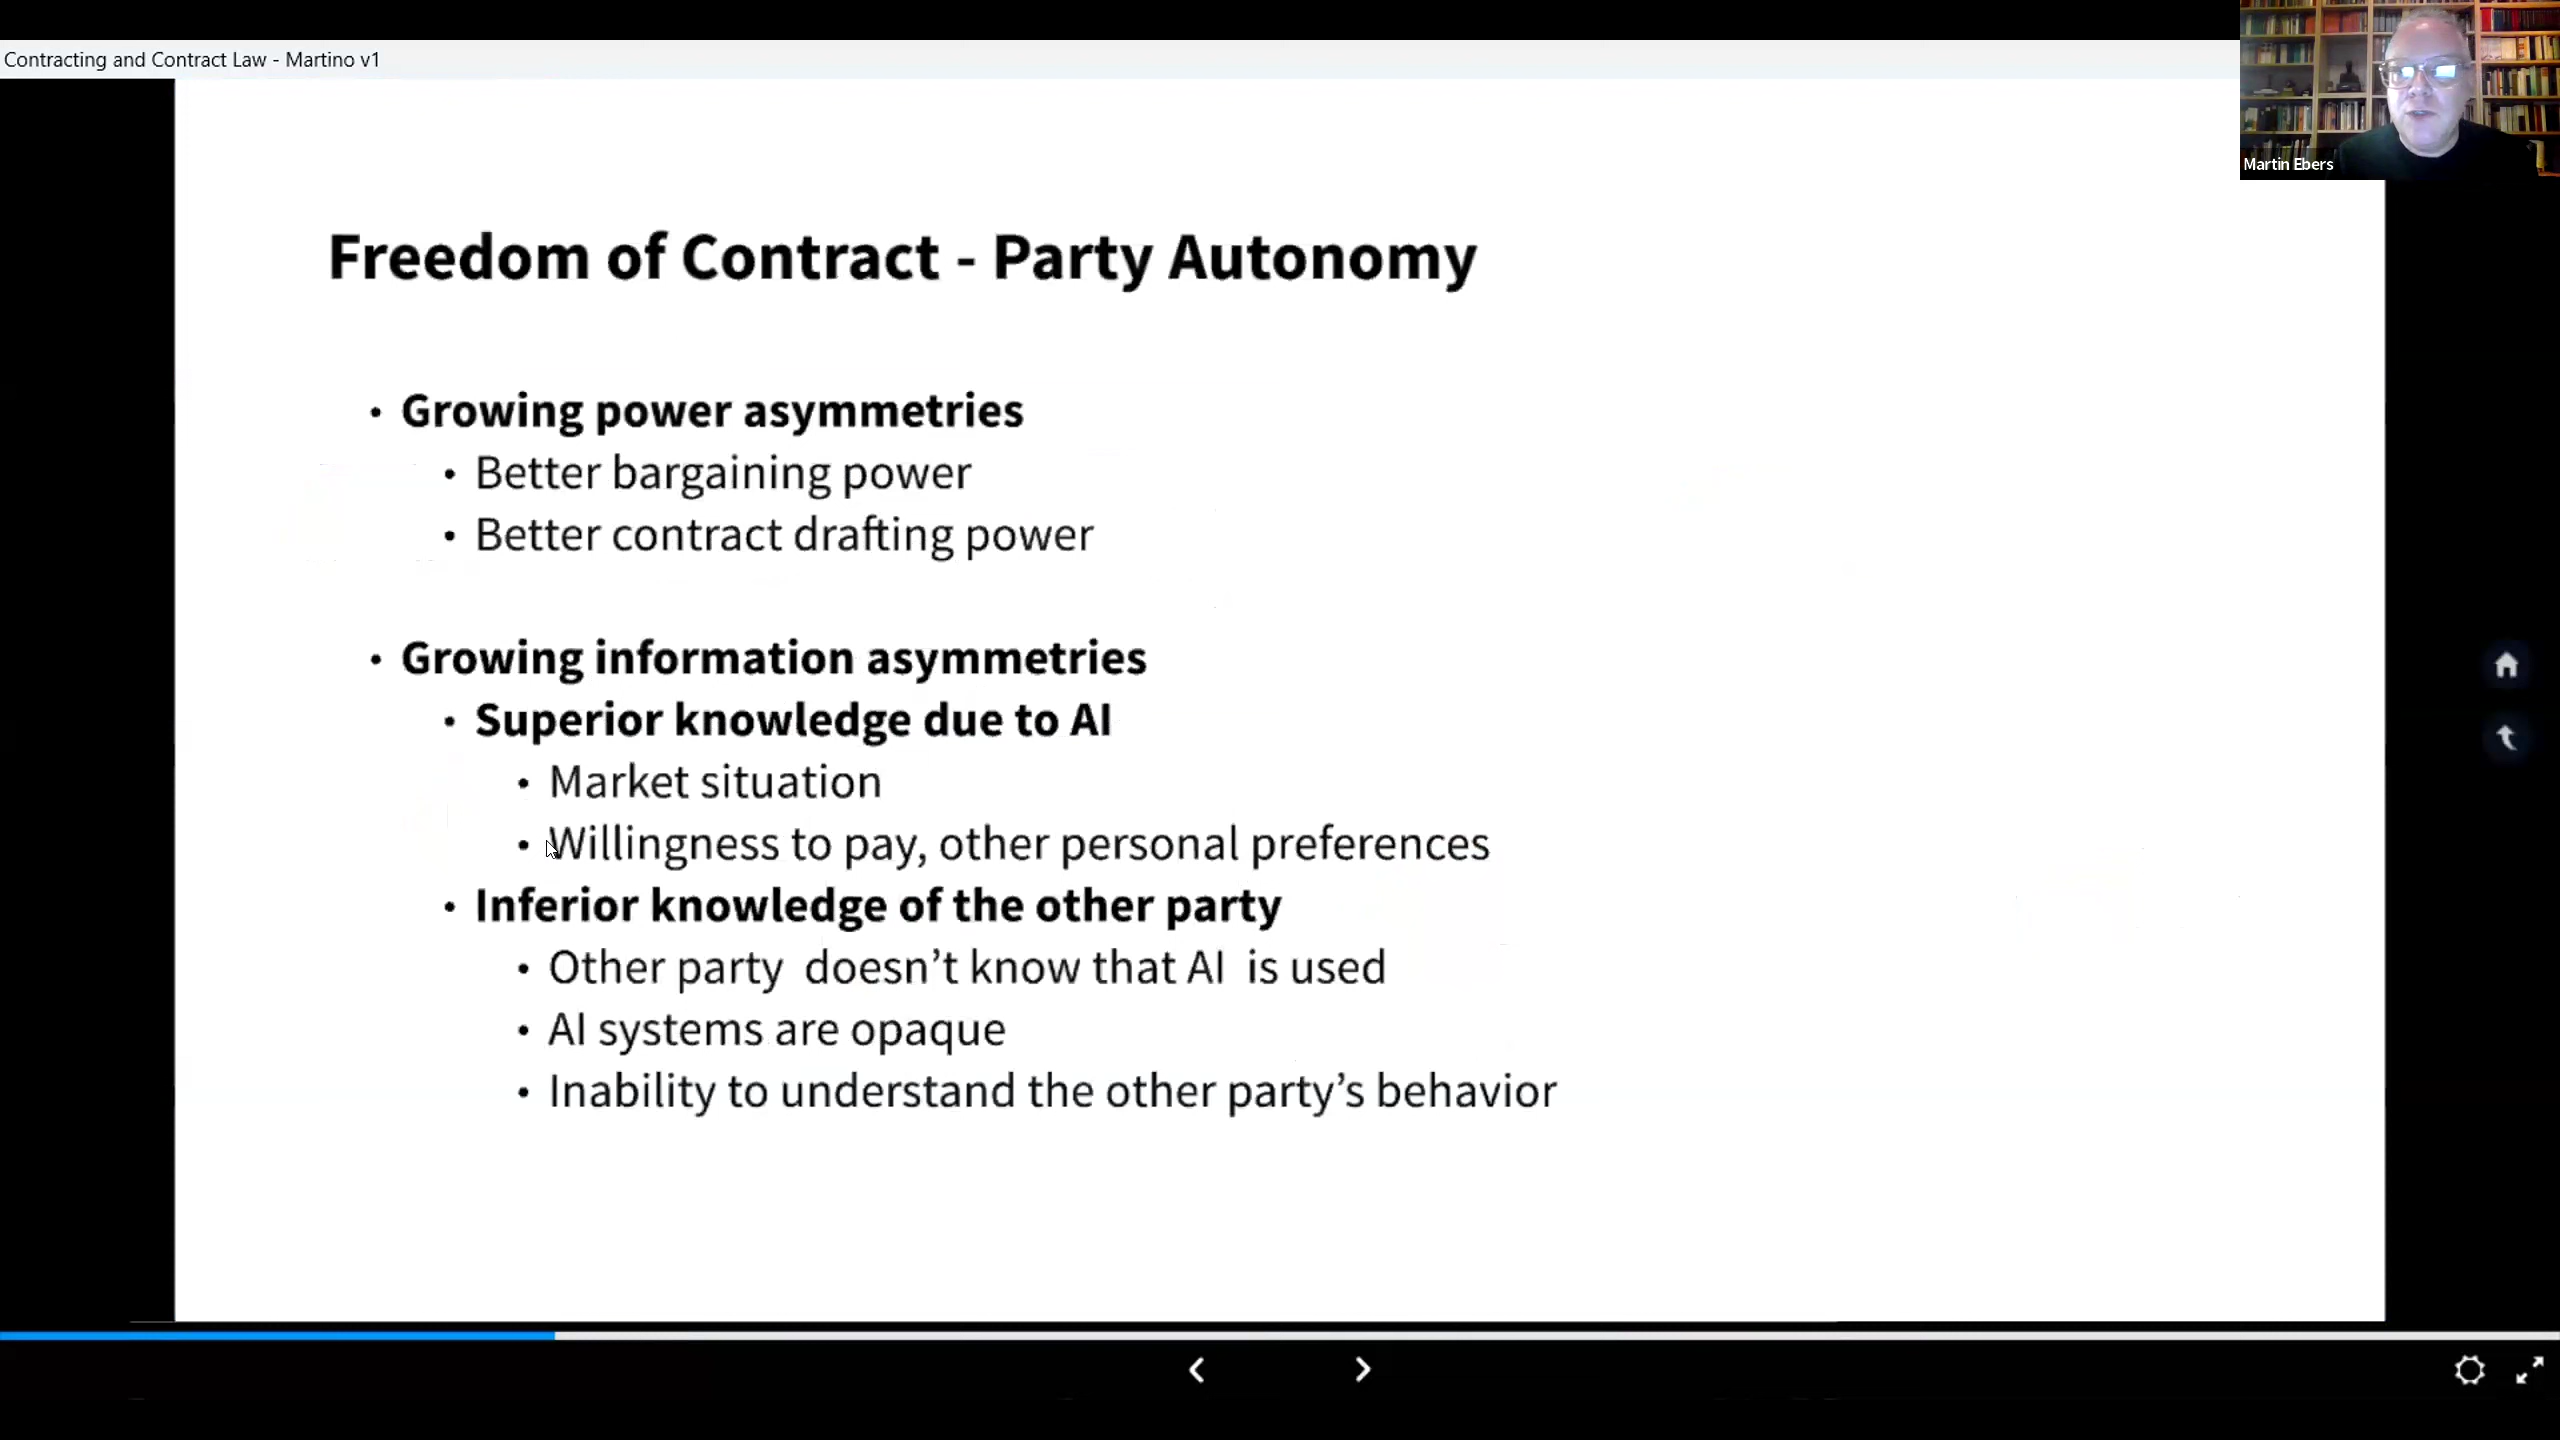 Contracting and Contract Law - Martino v1
Martin Ebers
Freedom of Contract - Party Autonomy
• Growing power asymmetries
• Better bargaining power
• Better contract drafting power
• Growing information asymmetries
• Superior knowledge due to AI
• Market situation
• Willingness to pay, other personal preferences
• Inferior knowledge of the other party
• Other party  doesn’t know that AI  is used
• AI systems are opaque
• Inability to understand the other party’s behavior